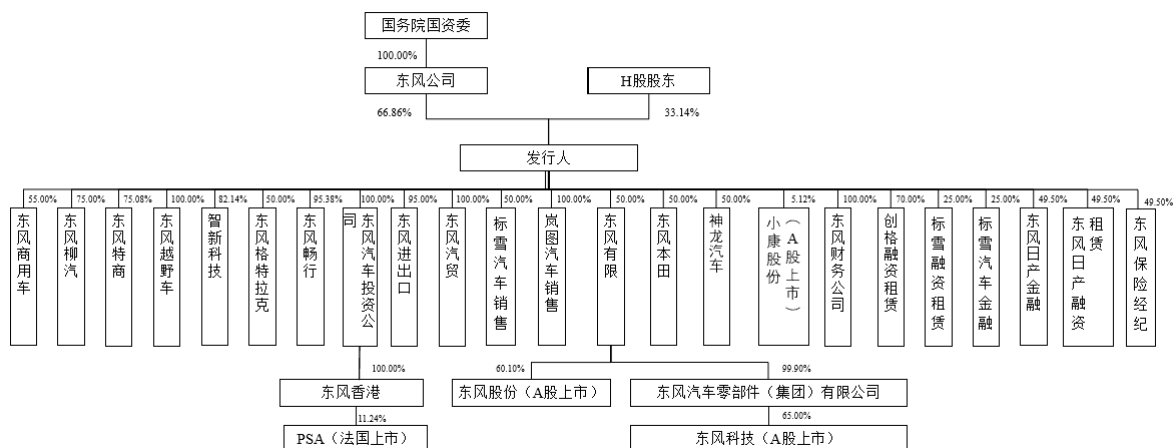 国务院国资委
100.00%
东风公司
H股股东
66.86%
33.14%
发行人
55.00%
75.00%
75.08%
100.00%
82.14%
50.00%
95.38%
100.00%
95.00%
100.00%
50.00%
100.00%
50.00%
50.00%
50.00%
5.12%
100.00%
70.00%
25.00%
25.00%
49.50%
49.50%
49.50%
东风商用车
东风柳汽
东风特商
东风越野车
智新科技
东风格特拉克
东风畅行
东风汽车投资公
司
东风进出口
东风汽贸
标雪汽车销售
岚图汽车销售
东风有限
东风本田
神龙汽车
(A股上市)
小康股份
东风财务公司
创格融资租赁
标雪融资租赁
标雪汽车金融
东风日产金融
东风日产融资
租赁
东风保险经纪
100.00%
60.10%
99.90%
东风香港
东风股份（A股上市）
东风汽车零部件（集团）有限公司
11.24%
65.00%
PSA（法国上市）
东风科技（A股上市）